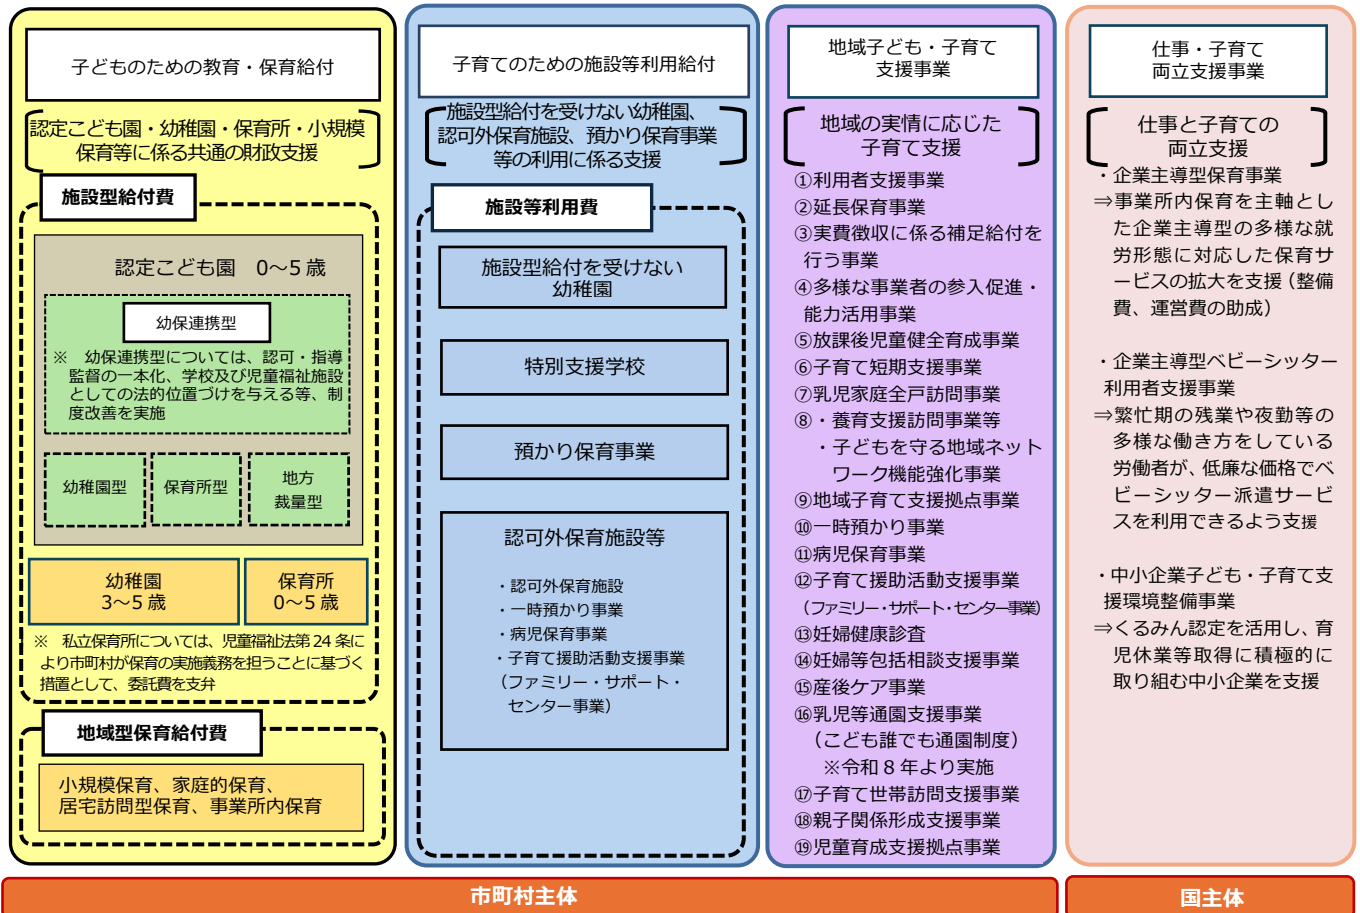 子どものための教育・保育給付
認定こども園・幼稚園・保育所・小規模
保育等に係る共通の財政支援
施設型給付費
認定こども園　0～5 歳
幼保連携型
※　幼保連携型については、認可・指導
監督の一本化、学校及び児童福祉施設
としての法的位置づけを与える等、制
度改善を実施
幼稚園型
保育所型
地方
裁量型
幼稚園
3～5 歳
保育所
0～5 歳
※　私立保育所については、児童福祉法第 24 条に
より市町村が保育の実施義務を担うことに基づく
措置として、委託費を支弁
地域型保育給付費
小規模保育、家庭的保育、
居宅訪問型保育、事業所内保育
子育てのための施設等利用給付
施設型給付を受けない幼稚園、
認可外保育施設、預かり保育事業
等の利用に係る支援
施設等利用費
施設型給付を受けない
幼稚園
特別支援学校
預かり保育事業
認可外保育施設等
・認可外保育施設
・一時預かり事業
・病児保育事業
・子育て援助活動支援事業
（ファミリー・サポート・
センター事業）
地域子ども・子育て
支援事業
地域の実情に応じた
子育て支援
①利用者支援事業
②延長保育事業
③実費徴収に係る補足給付を
行う事業
④多様な事業者の参入促進・
能力活用事業
⑤放課後児童健全育成事業
⑥子育て短期支援事業
⑦乳児家庭全戸訪問事業
⑧・養育支援訪問事業等
・子どもを守る地域ネット
ワーク機能強化事業
⑨地域子育て支援拠点事業
⑩一時預かり事業
⑪病児保育事業
⑫子育て援助活動支援事業
（ファミリー・サポート・センター事業）
⑬妊婦健康診査
⑭妊婦等包括相談支援事業
⑮産後ケア事業
⑯乳児等通園支援事業
（こども誰でも通園制度）
※令和 8 年より実施
⑰子育て世帯訪問支援事業
⑱親子関係形成支援事業
⑲児童育成支援拠点事業
仕事・子育て
両立支援事業
仕事と子育ての
両立支援
・企業主導型保育事業
⇒事業所内保育を主軸とし
た企業主導型の多様な就
労形態に対応した保育サ
ービスの拡大を支援（整備
費、運営費の助成）
・企業主導型ベビーシッター
利用者支援事業
⇒繁忙期の残業や夜勤等の
多様な働き方をしている
労働者が、低廉な価格でベ
ビーシッター派遣サービ
スを利用できるよう支援
・中小企業子ども・子育て支
援環境整備事業
⇒くるみん認定を活用し、育
児休業等取得に積極的に
取り組む中小企業を支援
市町村主体
国主体